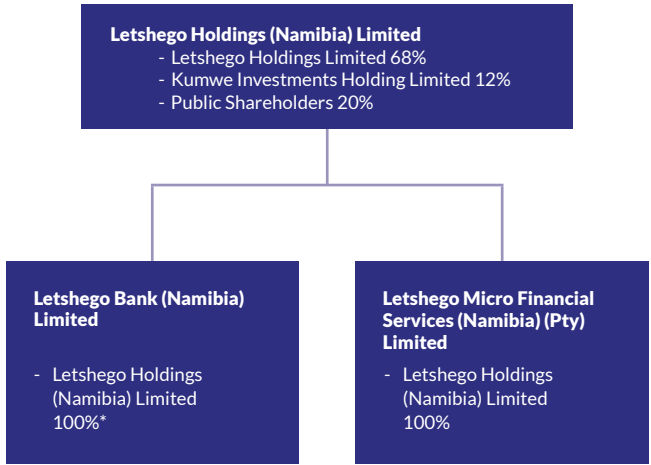 Letshego Holdings (Namibia) Limited
- Letshego Holdings Limited 68%
- Kumwe Investments Holding Limited 12%
- Public Shareholders 20%
Letshego Bank (Namibia)
Limited
- Letshego Holdings
(Namibia) Limited
100%*
Letshego Micro Financial
Services (Namibia) (Pty)
Limited
- Letshego Holdings
(Namibia) Limited
100%